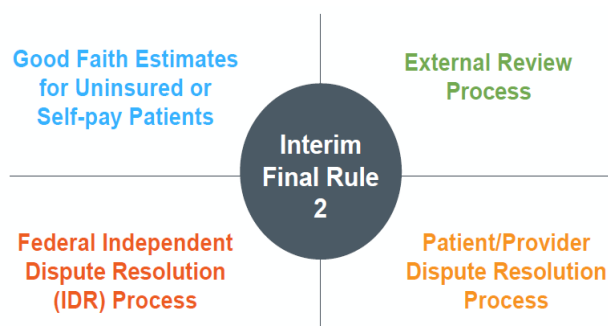 Good Faith Estimates
for Uninsured or
Self-pay Patients
External Review
Process
Interim
Final Rule
2
Federal Independent
Dispute Resolution
(IDR) Process
Patient/Provider
Dispute Resolution
Process